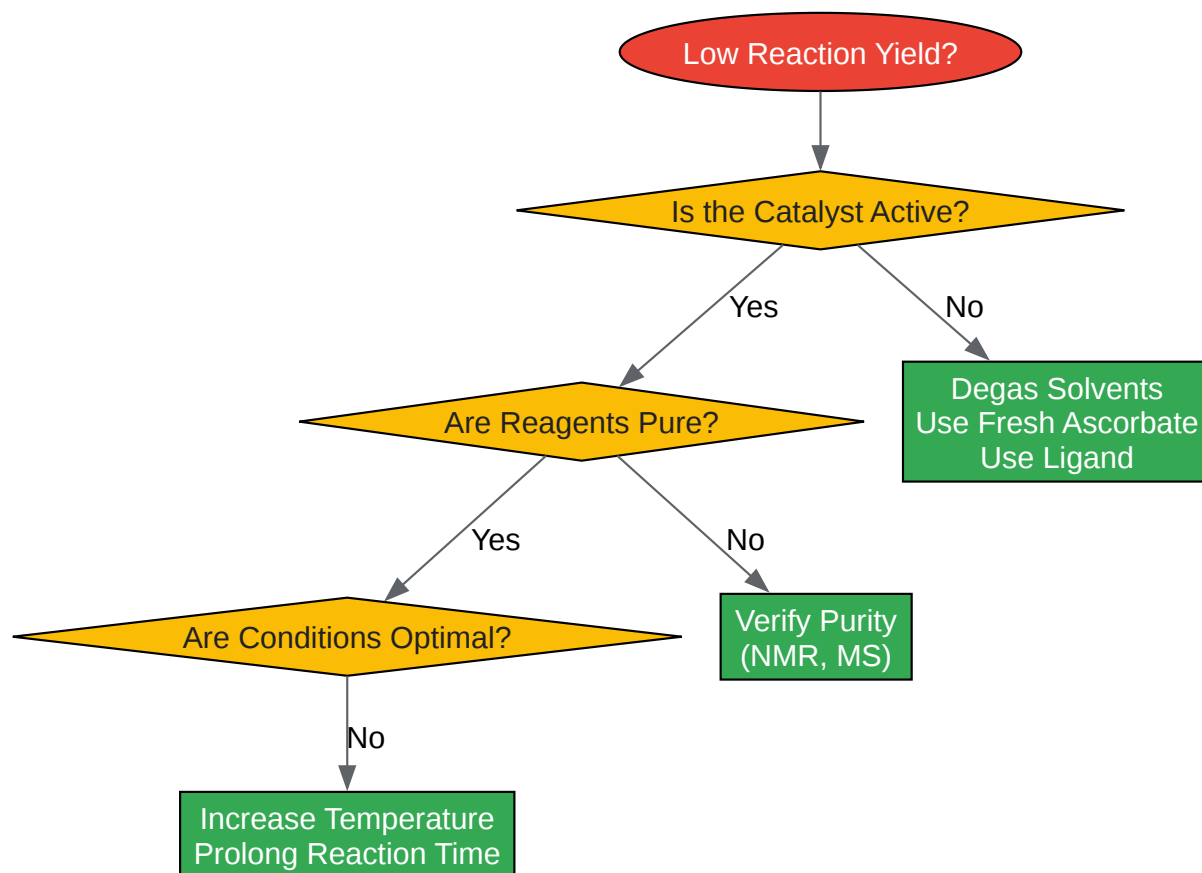 Low Reaction Yield?
Is the Catalyst Active?
Yes
No
Degas Solvents
Use Fresh Ascorbate
Use Ligand
Are Reagents Pure?
Yes
No
Verify Purity
(NMR, MS)
Are Conditions Optimal?
No
Increase Temperature
Prolong Reaction Time